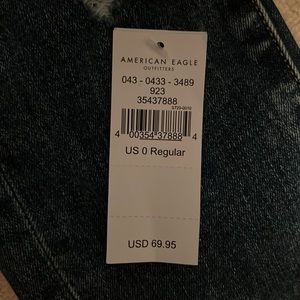 AMERICAN EAGLE
OUTFITTERS
043 - 0433 - 3489
923
35437888
4 00354 37888 4
US 0 Regular
USD 69.95